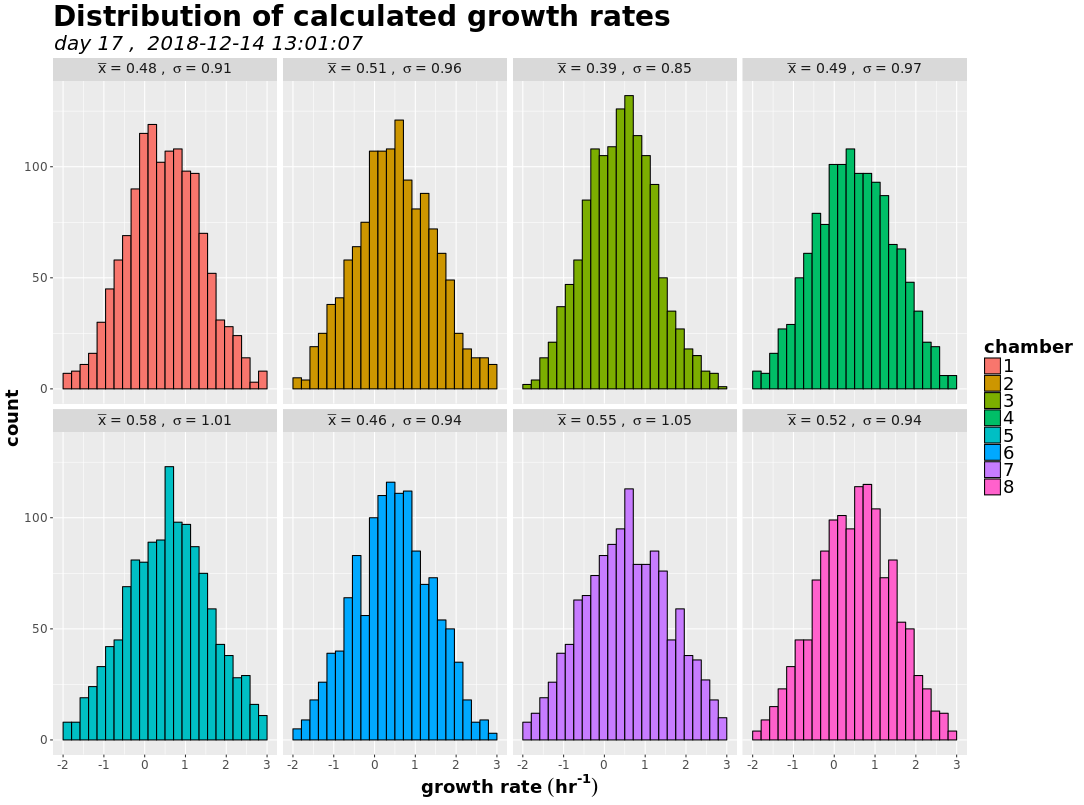 Distribution of calculated growth rates
day 17 ,  2018-12-14 13:01:07
x̅ = 0.48 ,  σ = 0.91
x̅ = 0.51 ,  σ = 0.96
x̅ = 0.39 ,  σ = 0.85
x̅ = 0.49 ,  σ = 0.97
100
50
0
x̅ = 0.58 ,  σ = 1.01
x̅ = 0.46 ,  σ = 0.94
x̅ = 0.55 ,  σ = 1.05
x̅ = 0.52 ,  σ = 0.94
100
50
0
-2 -1 0 1 2 3
-2 -1 0 1 2 3
-2 -1 0 1 2 3
-2 -1 0 1 2 3
growth rate (hr⁻¹)
count
chamber
1
2
3
4
5
6
7
8